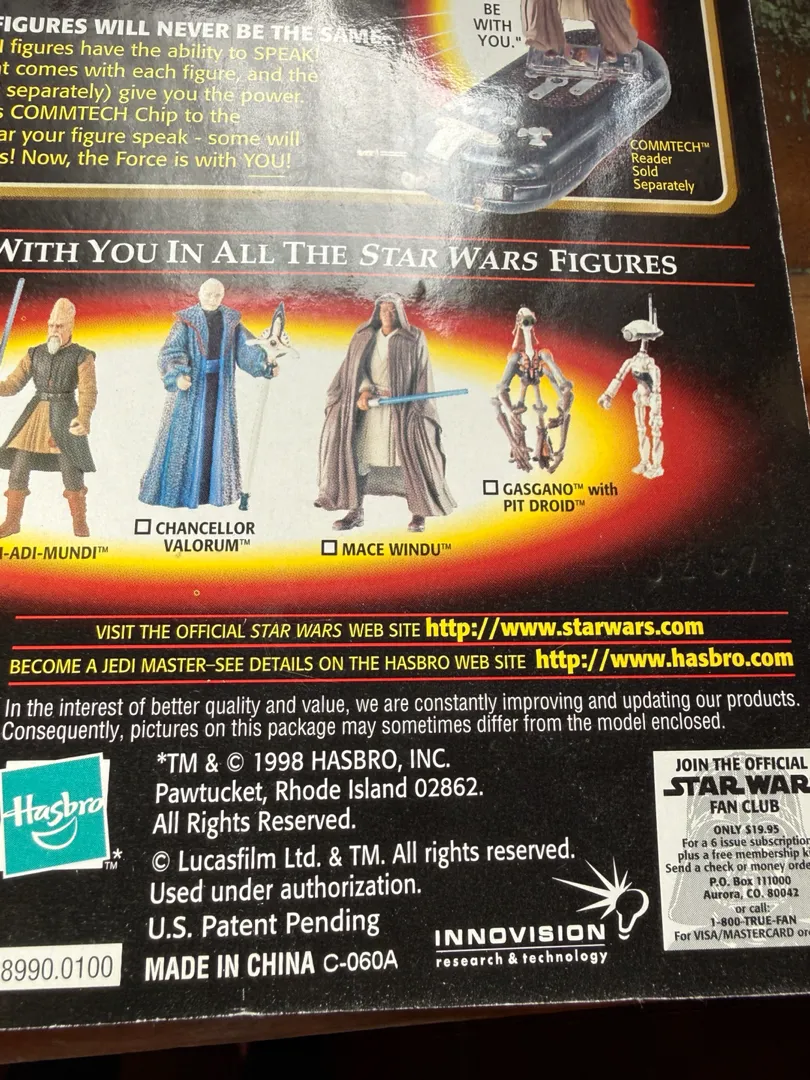 BE
WITH
YOU."
FIGURES WILL NEVER BE THE SAME
figures have the ability to SPEAK!
comes with each figure, and the
separately) give you the power.
COMMTECH Chip to the
your figure speak - some will
Now, the Force is with YOU!
COMMTECH™
Reader
Sold
Separately
WITH YOU IN ALL THE STAR WARS FIGURES
I-ADI-MUNDI™
CHANCELLOR
VALORUM™
MACE WINDU™
GASGANO™ with
PIT DROID™
VISIT THE OFFICIAL STAR WARS WEB SITE http://www.starwars.com
BECOME A JEDI MASTER–SEE DETAILS ON THE HASBRO WEB SITE http://www.hasbro.com
In the interest of better quality and value, we are constantly improving and updating our products.
Consequently, pictures on this package may sometimes differ from the model enclosed.
Hasbro
™*
*TM & © 1998 HASBRO, INC.
Pawtucket, Rhode Island 02862.
All Rights Reserved.
© Lucasfilm Ltd. & TM. All rights reserved.
Used under authorization.
U.S. Patent Pending
8990.0100
MADE IN CHINA C-060A
INNOVISION
research & technology
JOIN THE OFFICIAL
STAR WAR
FAN CLUB
ONLY $19.95
For a 6 issue subscription
plus a free membership k
Send a check or money orde
P.O. Box 111000
Aurora, CO. 80042
or call:
1-800-TRUE-FAN
For VISA/MASTERCARD or